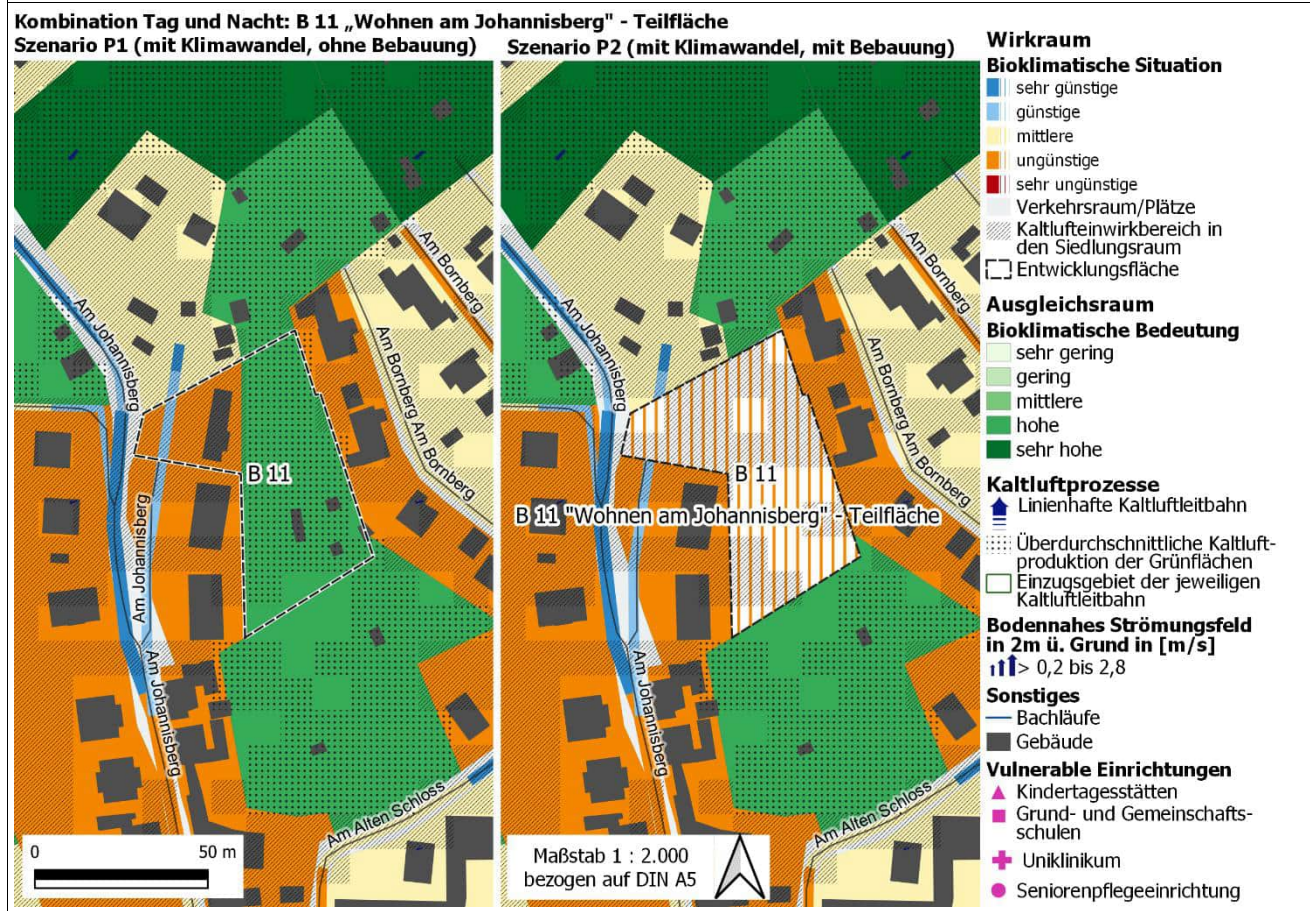 Kombination Tag und Nacht: B 11 „Wohnen am Johannisberg" - Teilfläche
Szenario P1 (mit Klimawandel, ohne Bebauung)
Szenario P2 (mit Klimawandel, mit Bebauung)
Am Johannisberg
Am Bornberg
Am Johannisberg
Am Bornberg Am Bornberg
B 11
Am Johannisberg
Am Johannisberg
Am Alten Schloss
0 50 m
Am Johannisberg
Am Bornberg
Am Johannisberg
Am Bornberg Am Bornberg
B 11
B 11 "Wohnen am Johannisberg" - Teilfläche
Am Johannisberg
Am Alten Schloss
Maßstab 1 : 2.000
bezogen auf DIN A5
Wirkraum
Bioklimatische Situation
sehr günstige
günstige
mittlere
ungünstige
sehr ungünstige
Verkehrsraum/Plätze
Kaltlufteinwirkbereich in
den Siedlungsraum
Entwicklungsfläche
Ausgleichsraum
Bioklimatische Bedeutung
sehr gering
gering
mittlere
hohe
sehr hohe
Kaltluftprozesse
Linienhafte Kaltluftleitbahn
Überdurchschnittliche Kaltluft-
produktion der Grünflächen
Einzugsgebiet der jeweiligen
Kaltluftleitbahn
Bodennahes Strömungsfeld
in 2m ü. Grund in [m/s]
> 0,2 bis 2,8
Sonstiges
Bachläufe
Gebäude
Vulnerable Einrichtungen
Kindertagesstätten
Grund- und Gemeinschafts-
schulen
Uniklinikum
Seniorenpflegeeinrichtung